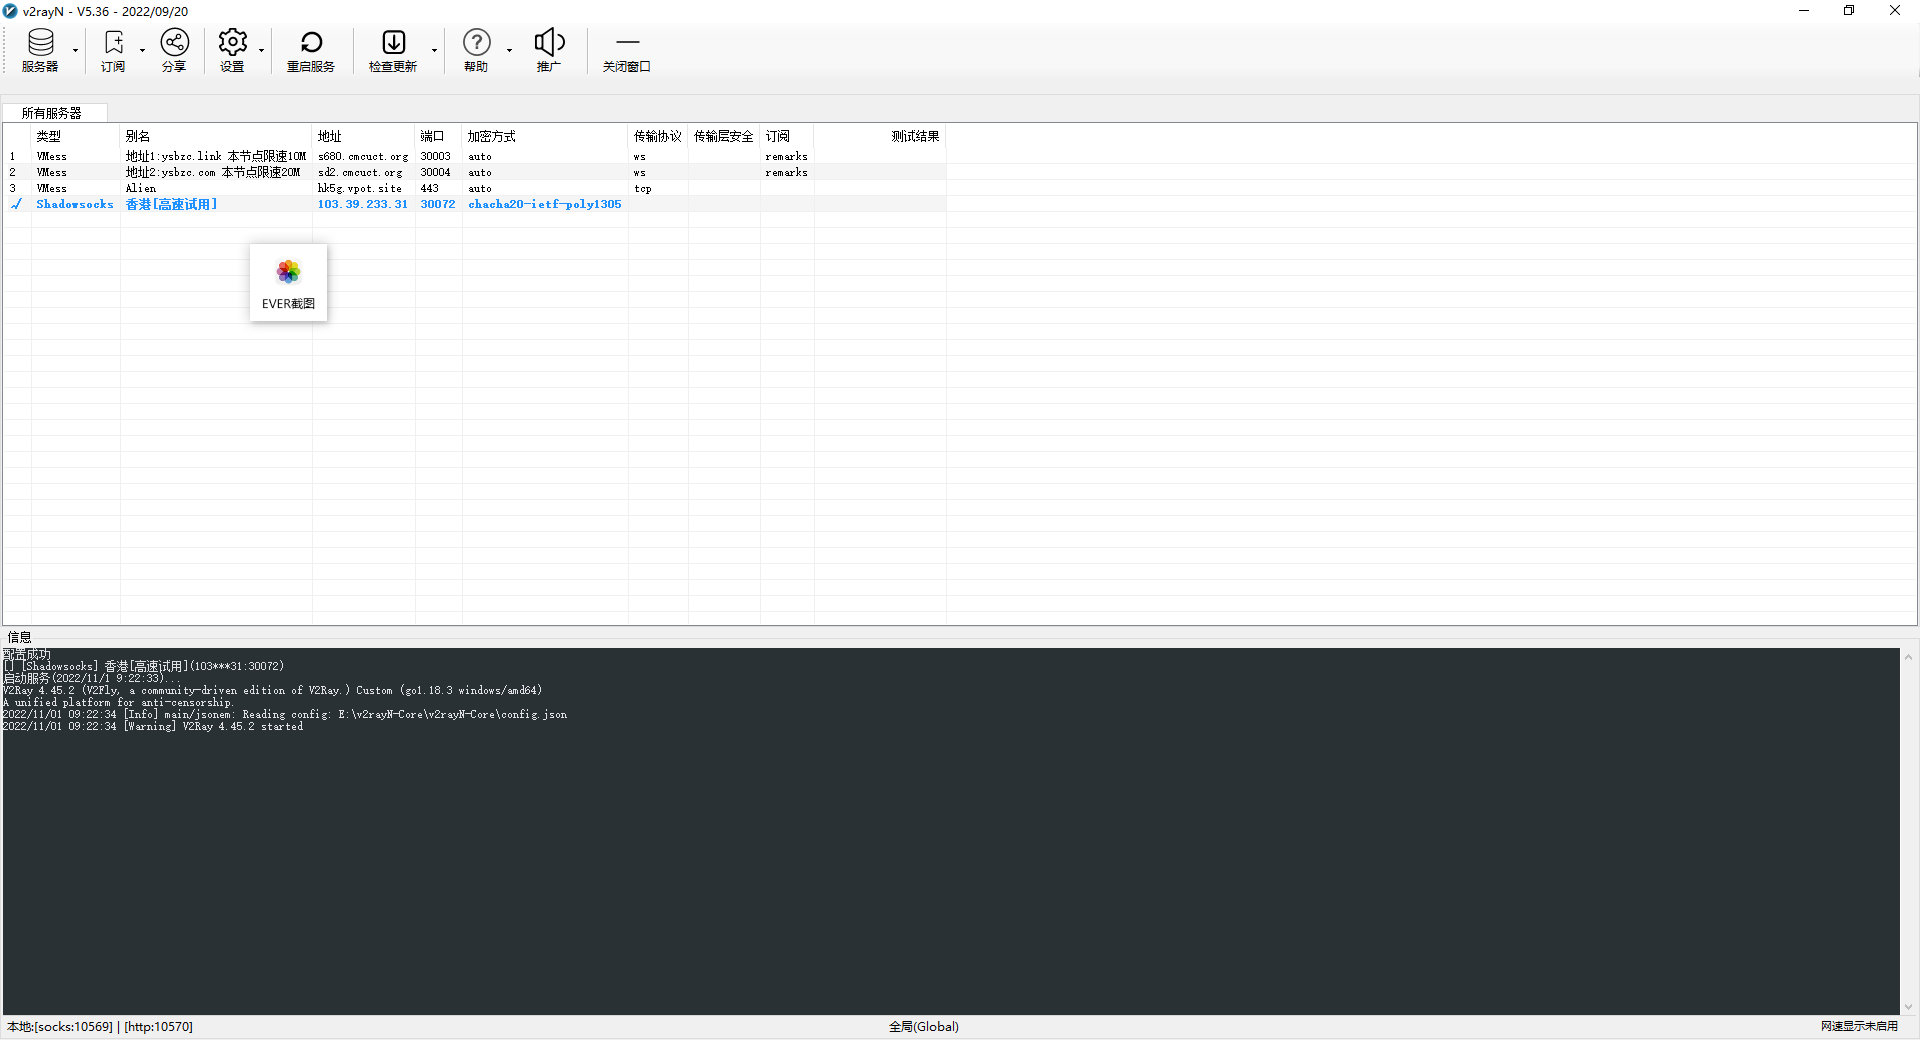 v2rayN - V5.36 - 2022/09/20
服务器 订阅 分享 设置 重启服务 检查更新 帮助 推广 关闭窗口
所有服务器
类型 别名 地址 端口 加密方式 传输协议 传输层安全 订阅 测试结果
1 VMess 地址1:ysbzc.link 本节点限速10M s680.cmcuct.org 30003 auto ws remarks
2 VMess 地址2:ysbzc.com 本节点限速20M sd2.cmcuct.org 30004 auto ws remarks
3 VMess Alien hk5g.vpot.site 443 auto tcp
√ Shadowsocks 香港[高速试用] 103.39.233.31 30072 chacha20-ietf-poly1305
EVER截图
信息
配置成功
[] [Shadowsocks] 香港[高速试用](103***31:30072)
启动服务(2022/11/1 9:22:33)...
V2Ray 4.45.2 (V2Fly, a community-driven edition of V2Ray.) Custom (go1.18.3 windows/amd64)
A unified platform for anti-censorship.
2022/11/01 09:22:34 [Info] main/jsonem: Reading config: E:\v2rayN-Core\v2rayN-Core\config.json
2022/11/01 09:22:34 [Warning] V2Ray 4.45.2 started
本地:[socks:10569] | [http:10570] 全局(Global) 网速显示未启用